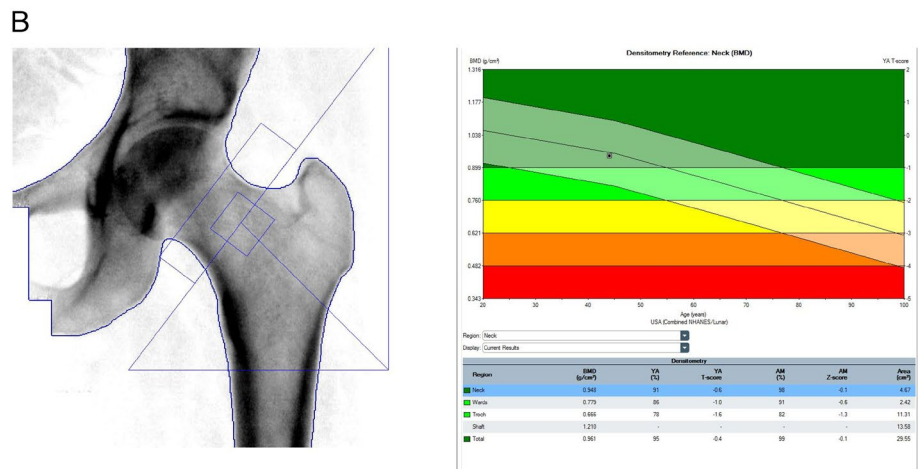 B
Densitometry Reference: Neck (BMD)
BMD (g/cm²) YA T-score
1.316 2
1.177 1
1.038 0
0.899 -1
0.760 -2
0.621 -3
0.482 -4
0.343 -5
20 30 40 50 60 70 80 90 100
Age (years)
USA (Combined NHANES/Lunar)
Region: Neck
Display: Current Results
Densitometry
Region BMD (g/cm²) YA (%) YA T-score AM (%) AM Z-score Area (cm²)
Neck 0.948 91 -0.6 98 -0.1 4.67
Wards 0.779 86 -1.0 91 -0.6 2.42
Troch 0.666 78 -1.6 82 -1.3 11.31
Shaft 1.210 - - - - 13.58
Total 0.961 95 -0.4 99 -0.1 29.55